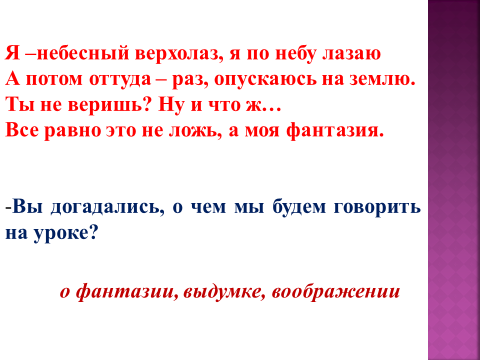 Я –небесный верхолаз, я по небу лазаю
А потом оттуда – раз, опускаюсь на землю.
Ты не веришь? Ну и что ж…
Все равно это не ложь, а моя фантазия.
-Вы догадались, о чем мы будем говорить
на уроке?
о фантазии, выдумке, воображении